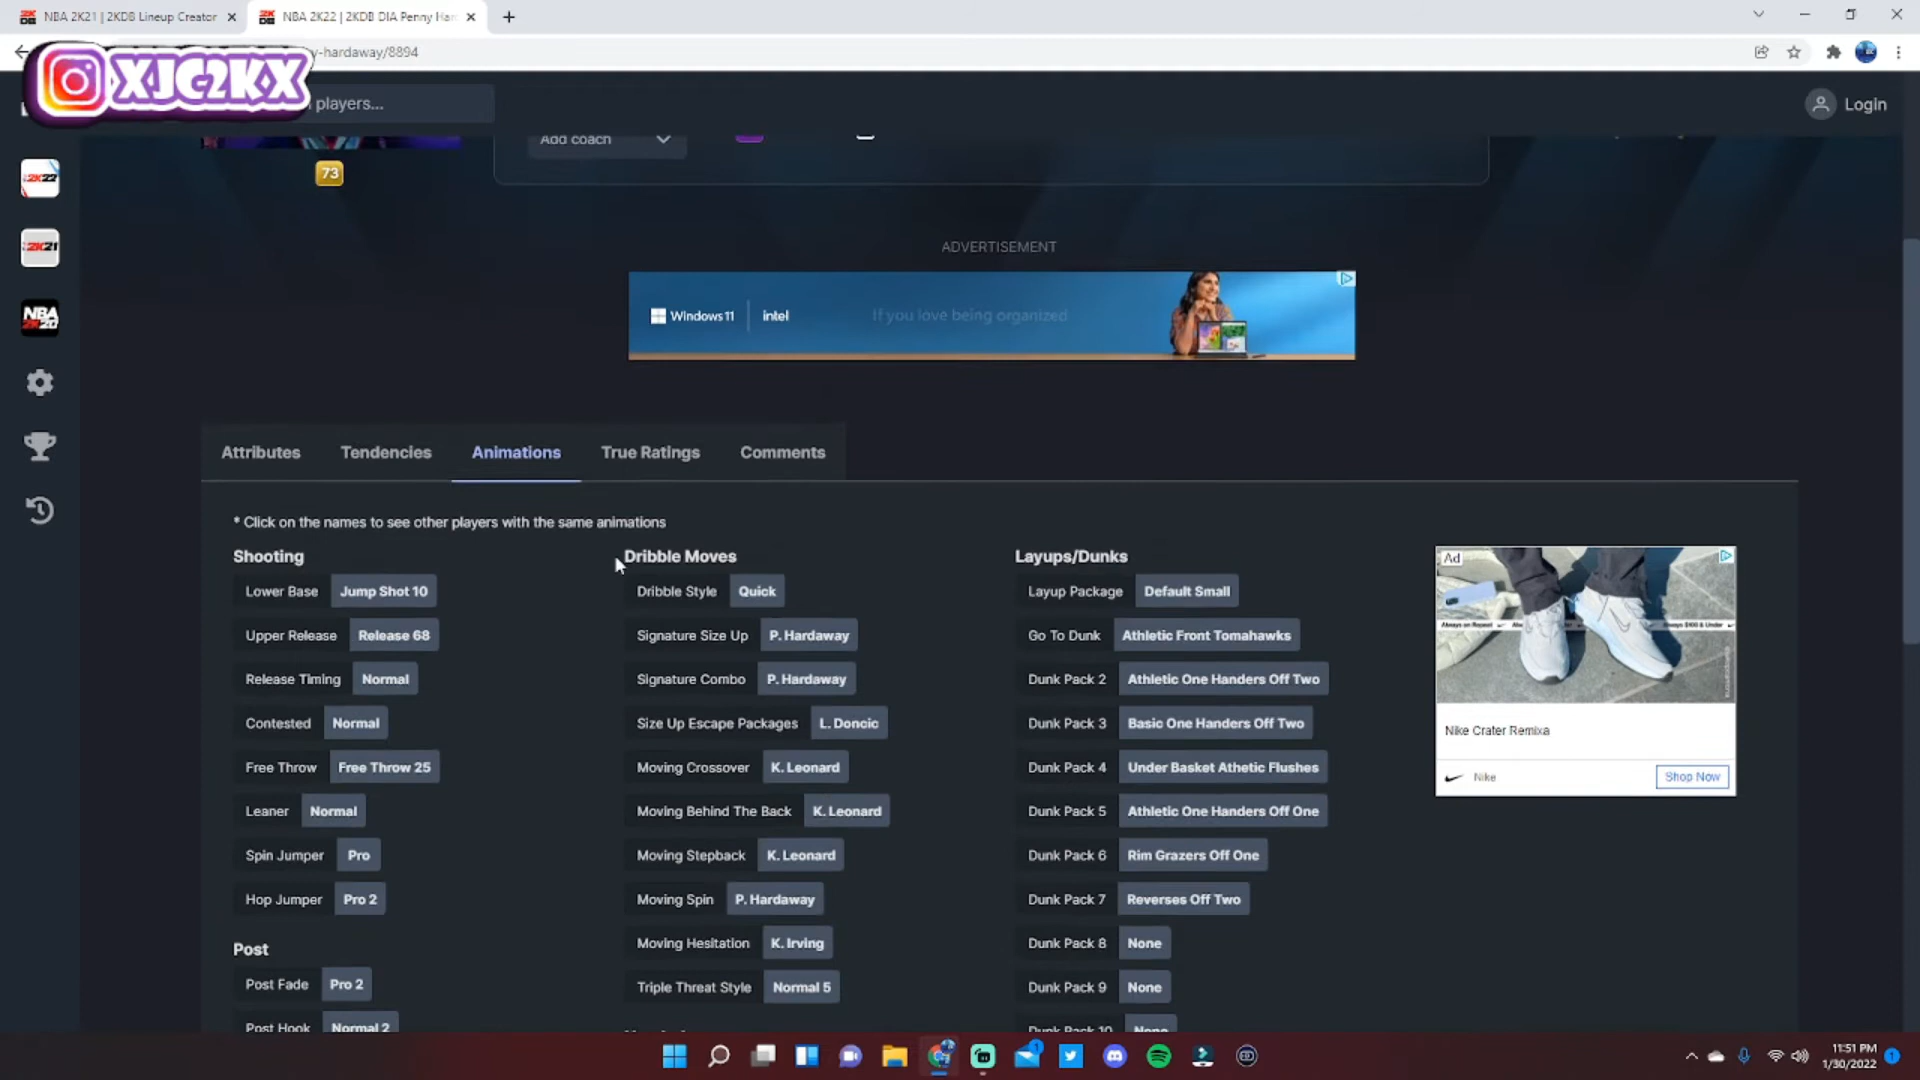 NBA 2K21 | 2KDB Lineup Creator
NBA 2K22 | 2KDB DIA Penny Har
y-hardaway/8894
XJC2KX
players...
Login
Add coach
2K22
73
2K21
ADVERTISEMENT
Windows 11 | intel If you love being organized
NBA 2K20
Attributes Tendencies Animations True Ratings Comments
* Click on the names to see other players with the same animations
Shooting
Lower Base Jump Shot 10
Upper Release Release 68
Release Timing Normal
Contested Normal
Free Throw Free Throw 25
Leaner Normal
Spin Jumper Pro
Hop Jumper Pro 2
Post
Post Fade Pro 2
Post Hook Normal 2
Dribble Moves
Dribble Style Quick
Signature Size Up P. Hardaway
Signature Combo P. Hardaway
Size Up Escape Packages L. Doncic
Moving Crossover K. Leonard
Moving Behind The Back K. Leonard
Moving Stepback K. Leonard
Moving Spin P. Hardaway
Moving Hesitation K. Irving
Triple Threat Style Normal 5
Layups/Dunks
Layup Package Default Small
Go To Dunk Athletic Front Tomahawks
Dunk Pack 2 Athletic One Handers Off Two
Dunk Pack 3 Basic One Handers Off Two
Dunk Pack 4 Under Basket Athetic Flushes
Dunk Pack 5 Athletic One Handers Off One
Dunk Pack 6 Rim Grazers Off One
Dunk Pack 7 Reverses Off Two
Dunk Pack 8 None
Dunk Pack 9 None
Dunk Pack 10 None
Ad
Nike Crater Remixa
Nike
Shop Now
11:51 PM
1/30/2022